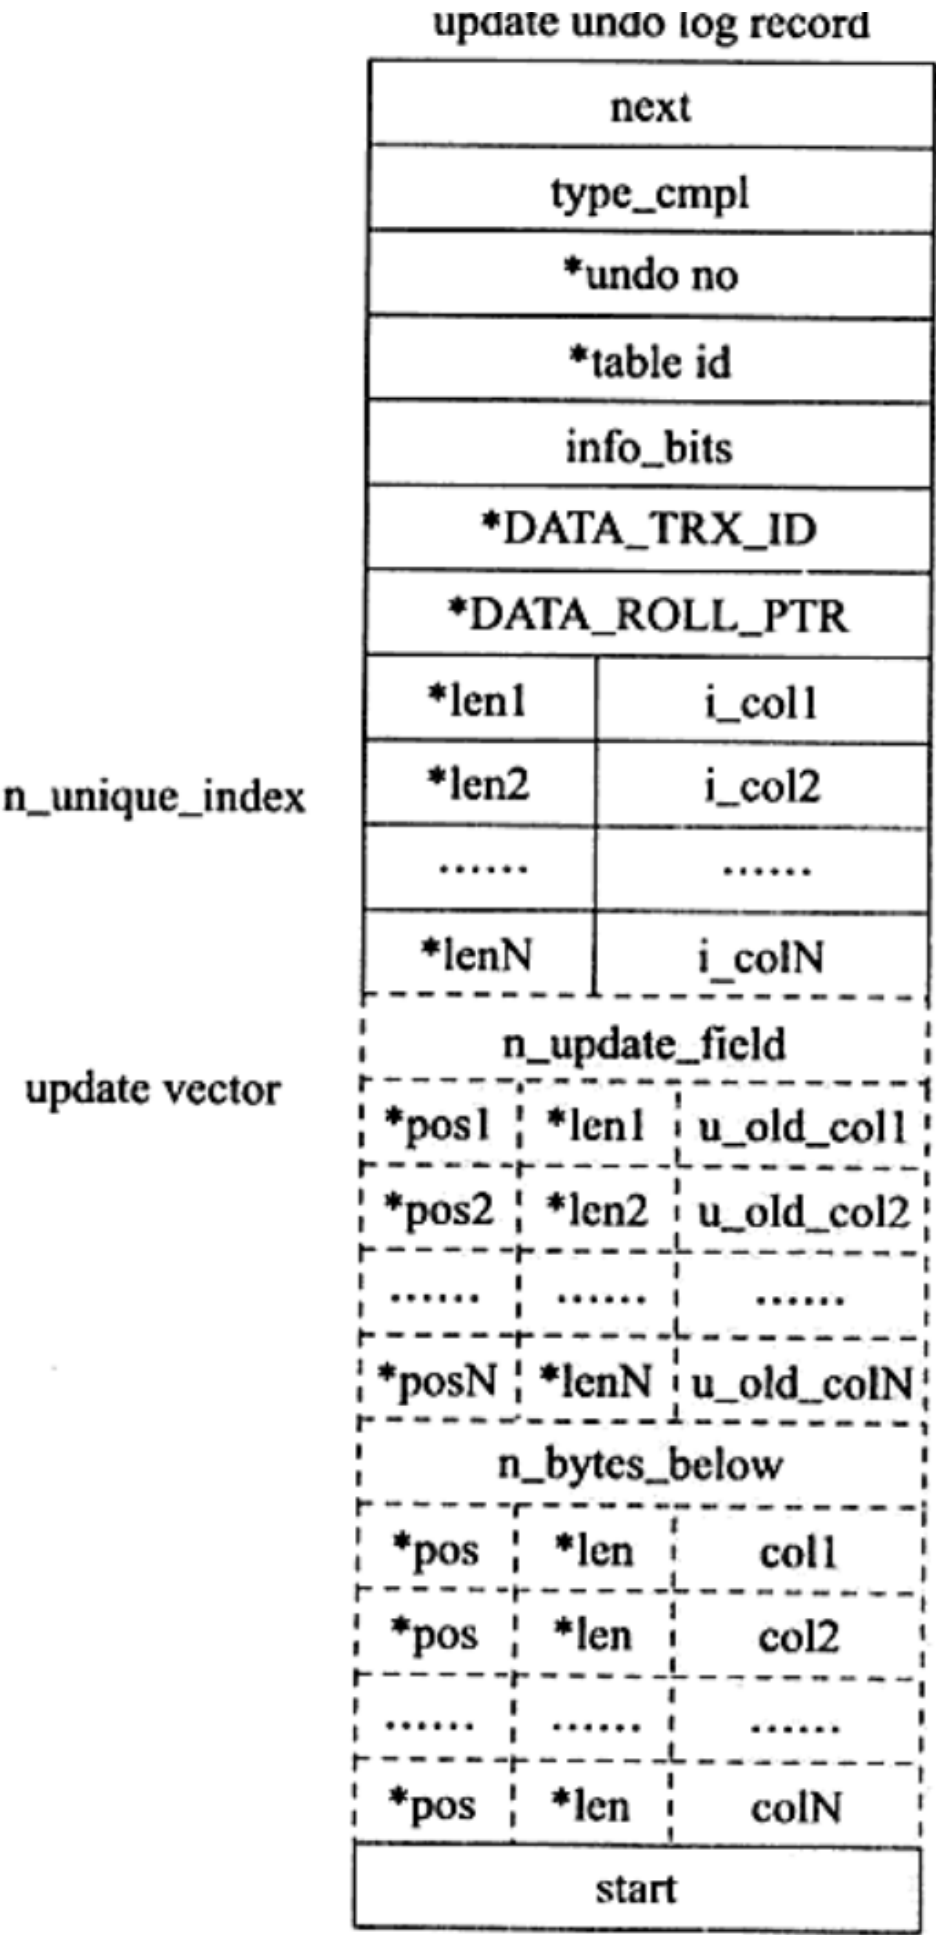 update undo log record
next
type_cmpl
*undo no
*table id
info_bits
*DATA_TRX_ID
*DATA_ROLL_PTR
*len1 i_col1
n_unique_index *len2 i_col2
...... ......
*lenN i_colN
n_update_field
update vector
*pos1 *len1 u_old_col1
*pos2 *len2 u_old_col2
...... ...... ......
*posN *lenN u_old_colN
n_bytes_below
*pos *len col1
*pos *len col2
...... ...... ......
*pos *len colN
start